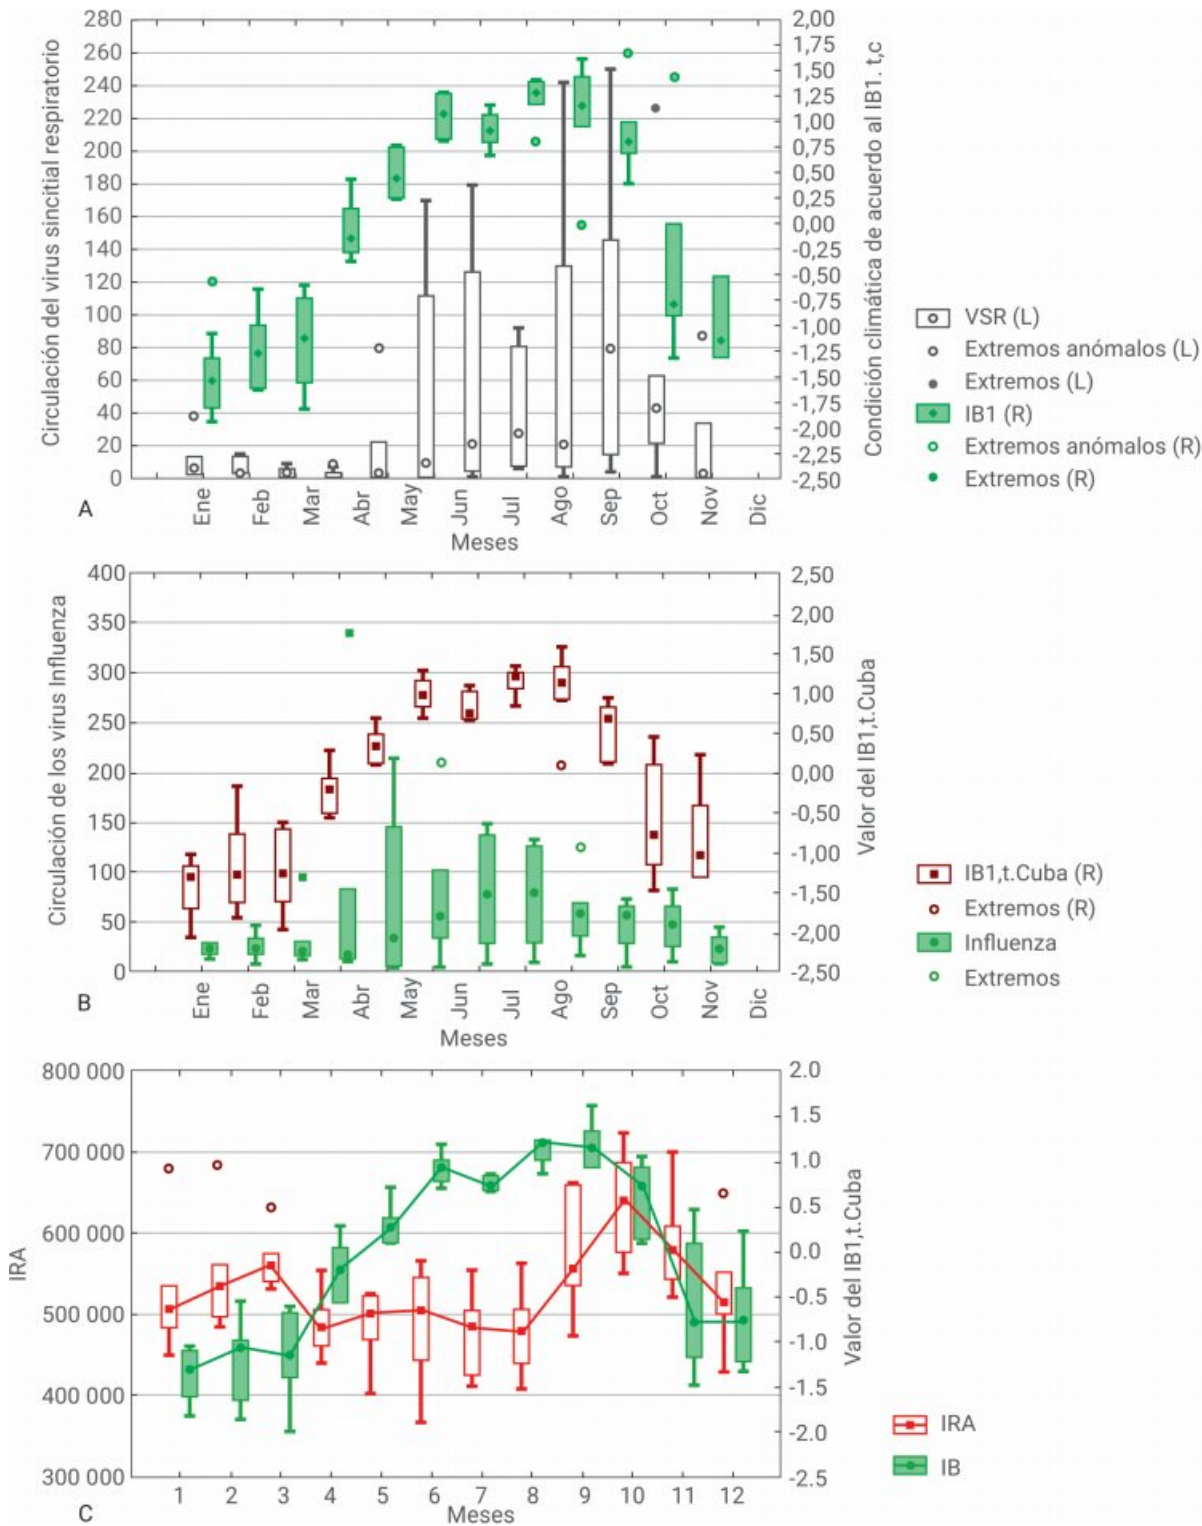 Circulación del virus sincitial respiratorio
280
260
240
220
200
180
160
140
120
100
80
60
40
20
0
2,00
1,75
1,50
1,25
1,00
0,75
0,50
0,25
0,00
-0,25
-0,50
-0,75
-1,00
-1,25
-1,50
-1,75
-2,00
-2,25
-2,50
Condición climática de acuerdo al IB1. t,c
VSR (L)
Extremos anómalos (L)
Extremos (L)
IB1 (R)
Extremos anómalos (R)
Extremos (R)
A
Ene Feb Mar Abr May Jun Jul Ago Sep Oct Nov Dic
Meses
Circulación de los virus Influenza
400
350
300
250
200
150
100
50
0
2,50
2,00
1,50
1,00
0,50
0,00
-0,50
-1,00
-1,50
-2,00
-2,50
Valor del IB1,t.Cuba
IB1,t.Cuba (R)
Extremos (R)
Influenza
Extremos
B
Ene Feb Mar Abr May Jun Jul Ago Sep Oct Nov Dic
Meses
IRA
800 000
700 000
600 000
500 000
400 000
300 000
2.0
1.5
1.0
0.5
0.0
-0.5
-1.0
-1.5
-2.0
-2.5
Valor del IB1,t.Cuba
IRA
IB
1 2 3 4 5 6 7 8 9 10 11 12
C
Meses